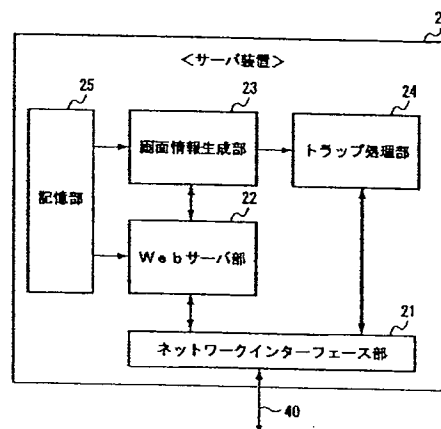 2
＜サーバ装置＞
25
23
24
記憶部
画面情報生成部
トラップ処理部
22
Webサーバ部
21
ネットワークインターフェース部
40